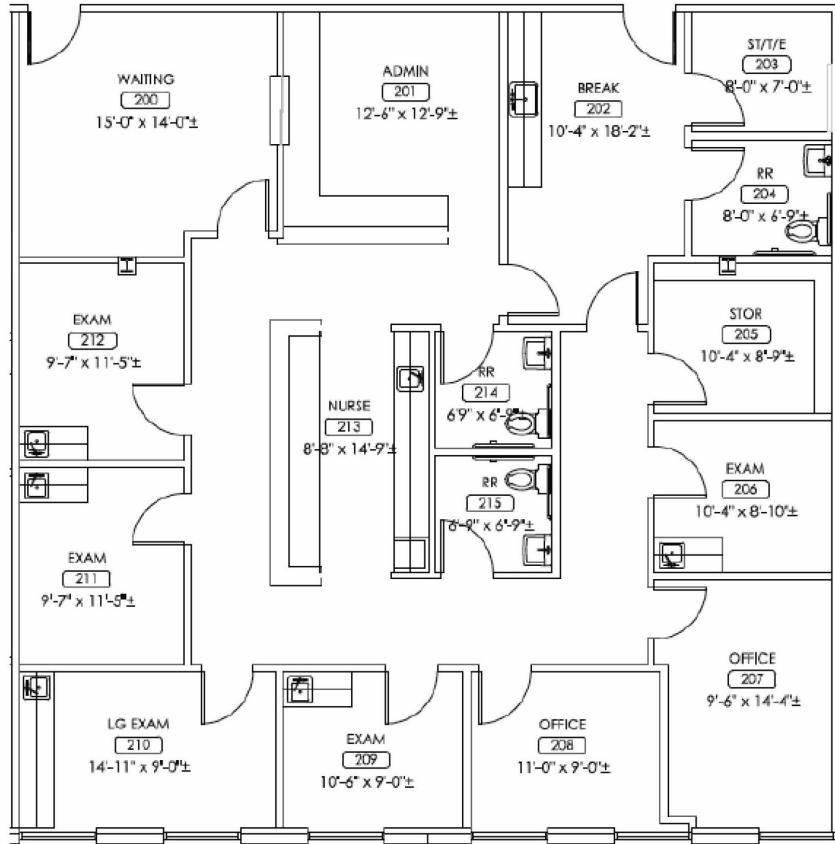 WAITING
200
15'-0" x 14'-0"±
ADMIN
201
12'-6" x 12'-9"±
BREAK
202
10'-4" x 18'-2"±
ST/T/E
203
8'-0" x 7'-0"±
RR
204
8'-0" x 6'-9"±
EXAM
212
9'-7" x 11'-5"±
STOR
205
10'-4" x 8'-9"±
NURSE
213
8'-8" x 14'-9"±
RR
214
6'9" x 6'-9"±
RR
215
6'-9" x 6'-9"±
EXAM
206
10'-4" x 8'-10"±
EXAM
211
9'-7" x 11'-5"±
OFFICE
207
9'-6" x 14'-4"±
LG EXAM
210
14'-11" x 9'-0"±
EXAM
209
10'-6" x 9'-0"±
OFFICE
208
11'-0" x 9'-0"±